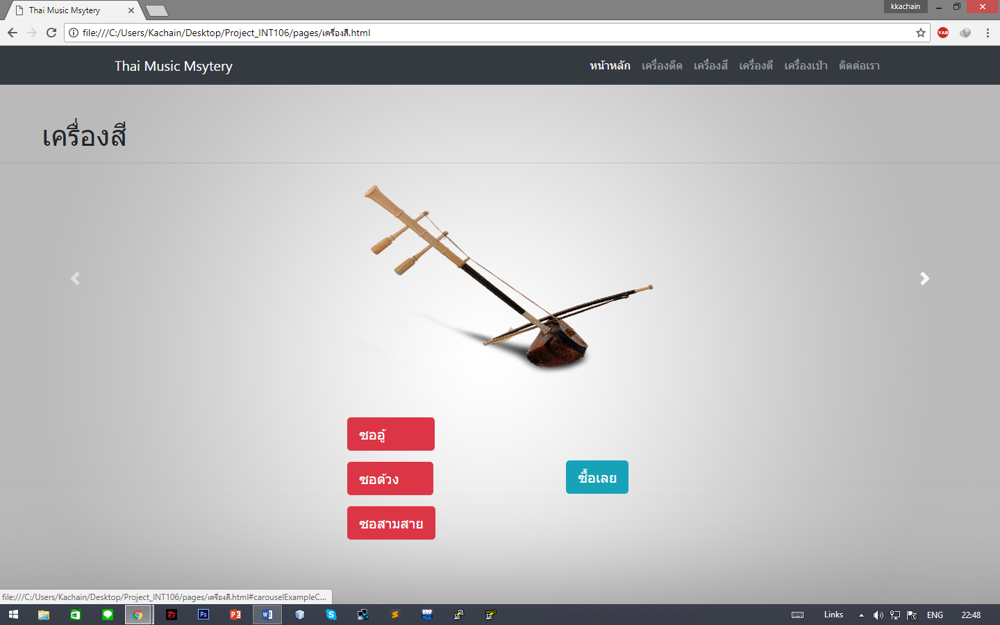 Thai Music Msytery
kkachain
file:///C:/Users/Kachain/Desktop/Project_INT106/pages/เครื่องสี.html
YAB
Thai Music Msytery
หน้าหลัก เครื่องดีด เครื่องสี เครื่องตี เครื่องเป่า ติดต่อเรา
เครื่องสี
ซออู้
ซอด้วง
ซื้อเลย
ซอสามสาย
file:///C:/Users/Kachain/Desktop/Project_INT106/pages/เครื่องสี.html#carouselExampleC...
Links
ENG
22:48